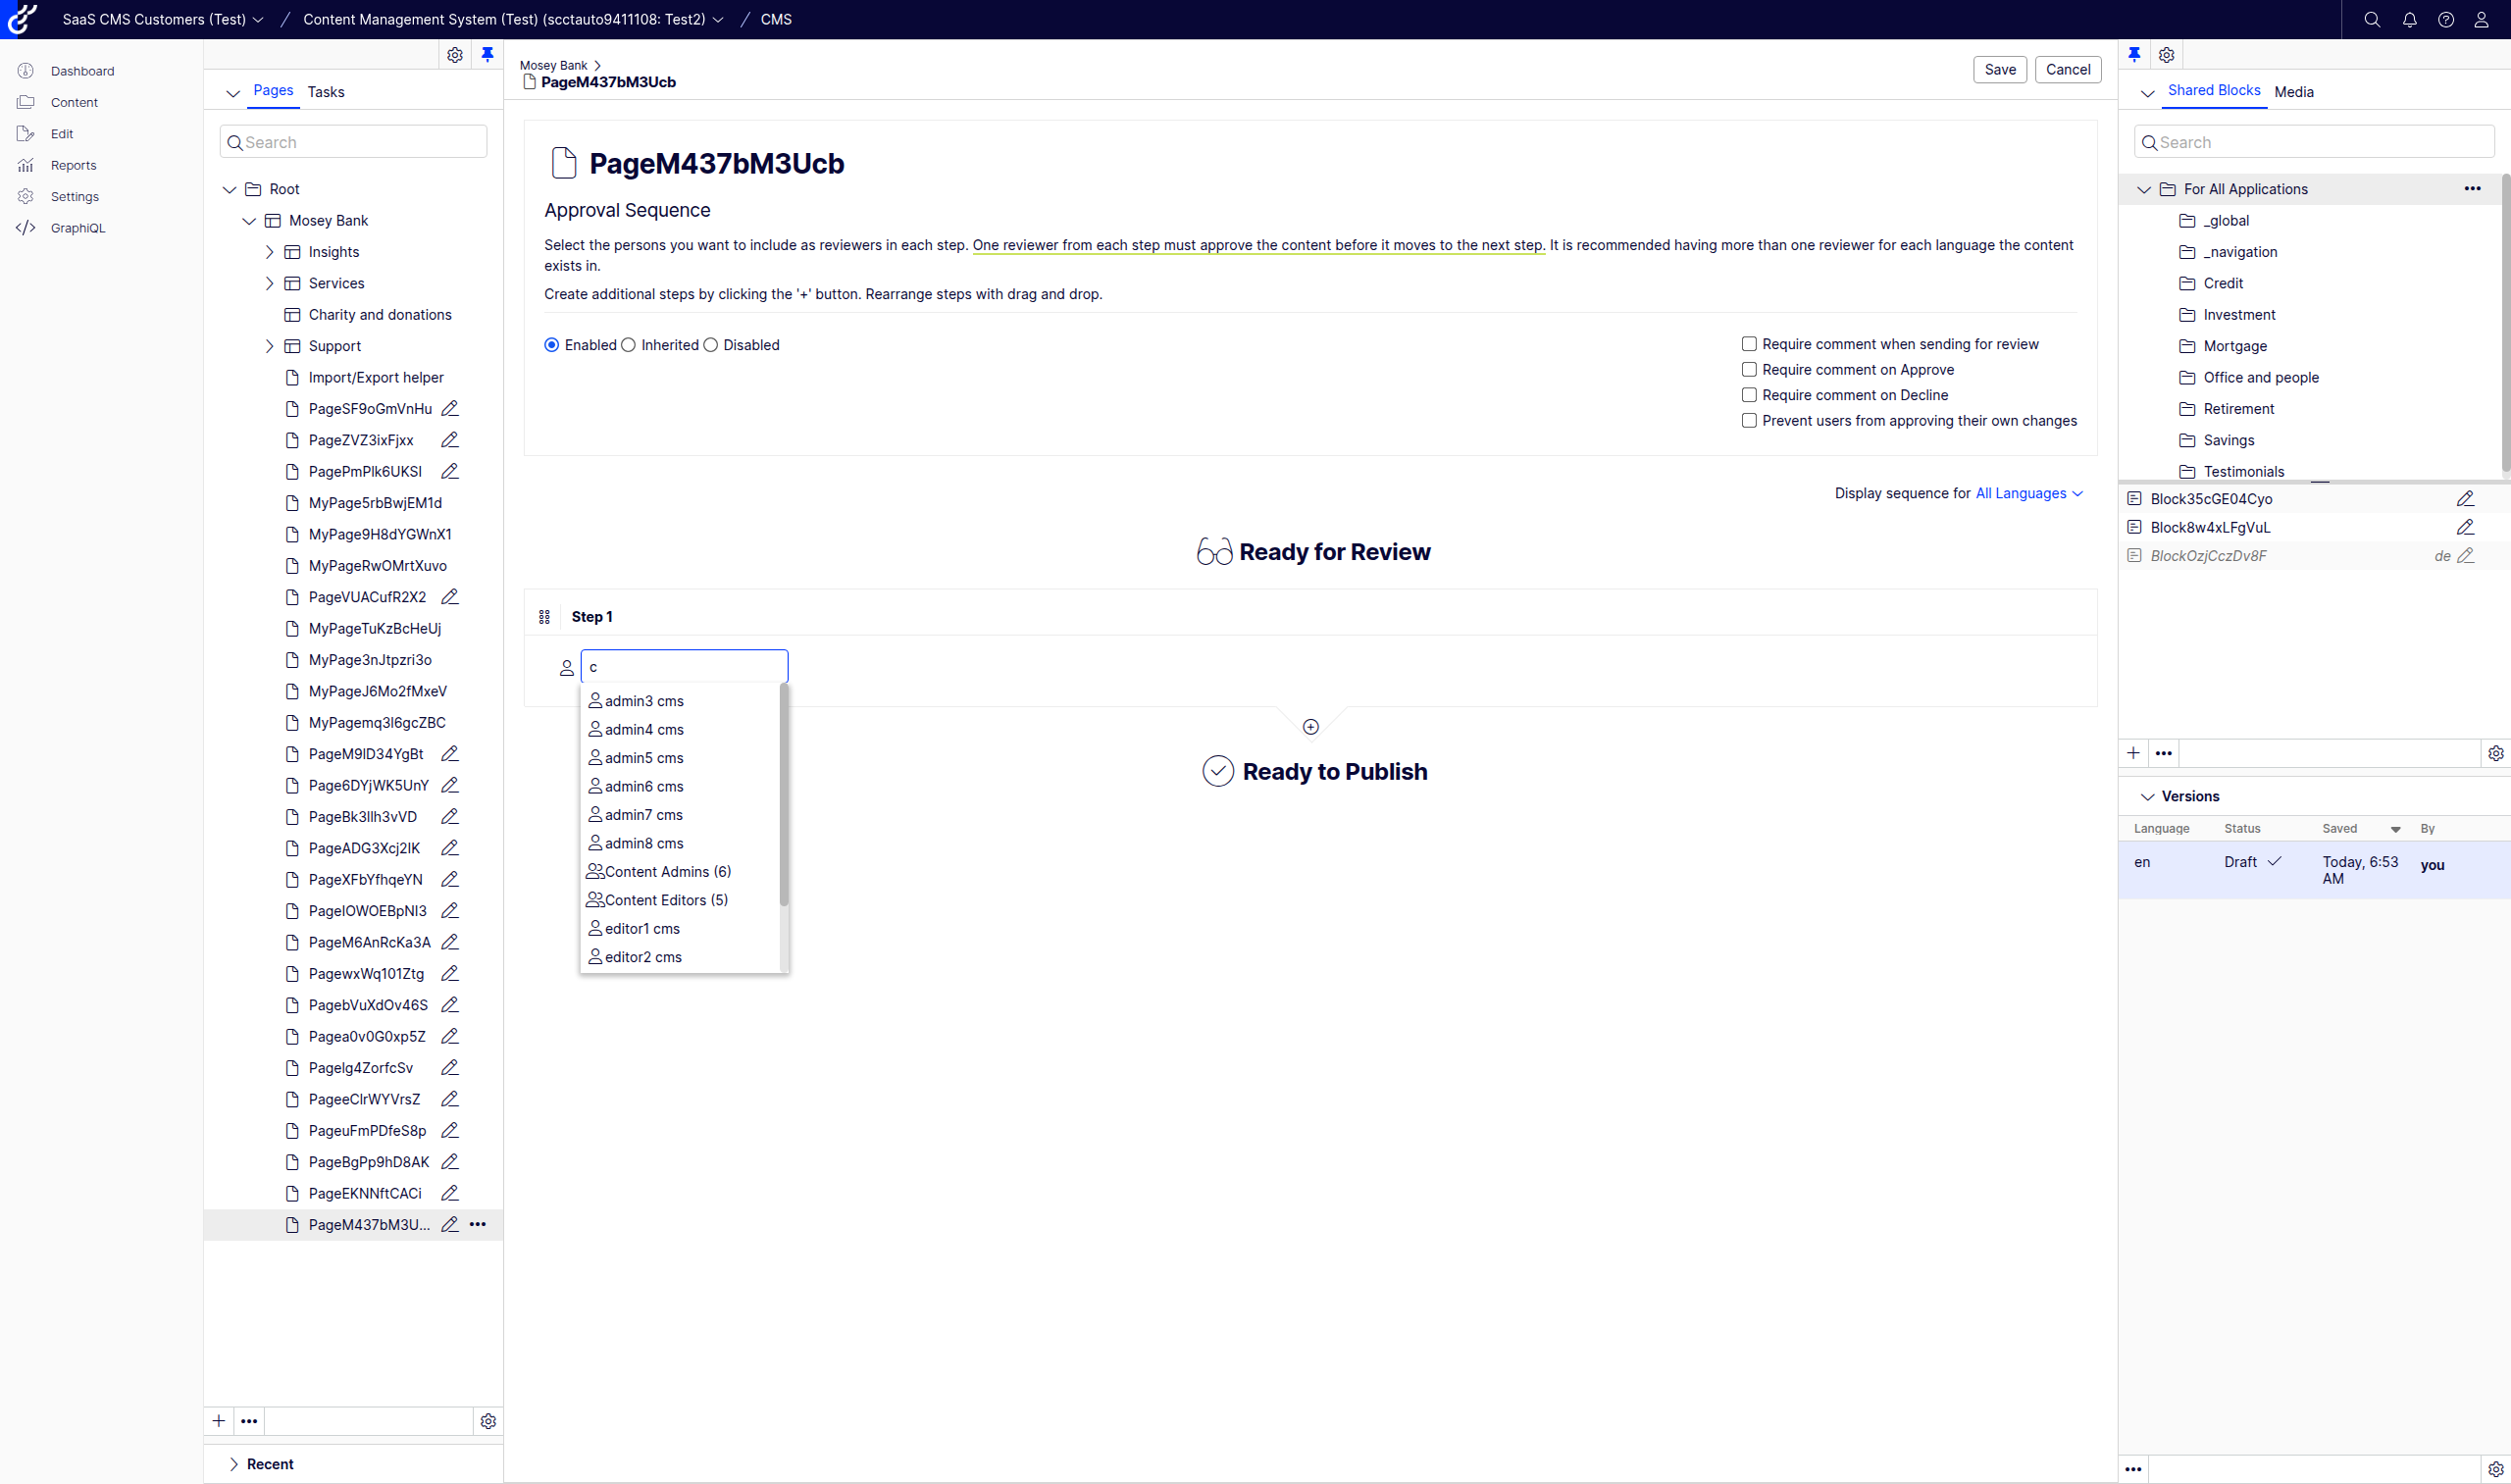 SaaS CMS Customers (Test) / Content Management System (Test) (scctauto9411108: Test2) / CMS
Dashboard
Content
Edit
Reports
Settings
GraphiQL
Pages Tasks
Search
Root
Mosey Bank
Insights
Services
Charity and donations
Support
Import/Export helper
PageSF9oGmVnHu
PageZVZ3ixFjxx
PagePmPlk6UKSI
MyPage5rbBwjEM1d
MyPage9H8dYGWnX1
MyPageRwOMrtXuvo
PageVUACufR2X2
MyPageTuKzBcHeUj
MyPage3nJtpzri3o
MyPageJ6Mo2fMxeV
MyPagemq3I6gcZBC
PageM9lD34YgBt
Page6DYjWK5UnY
PageBk3Ilh3vVD
PageADG3Xcj2IK
PageXFbYfhqeYN
PageIOWOEBpNI3
PageM6AnRcKa3A
PagewxWq101Ztg
PagebVuXdOv46S
Pagea0v0G0xp5Z
PageIg4ZorfcSv
PageeClrWYVrsZ
PageuFmPDfeS8p
PageBgPp9hD8AK
PageEKNNftCACi
PageM437bM3U...
Recent
Mosey Bank
PageM437bM3Ucb
Save Cancel
PageM437bM3Ucb
Approval Sequence
Select the persons you want to include as reviewers in each step. One reviewer from each step must approve the content before it moves to the next step. It is recommended having more than one reviewer for each language the content
exists in.
Create additional steps by clicking the '+' button. Rearrange steps with drag and drop.
Enabled Inherited Disabled
Require comment when sending for review
Require comment on Approve
Require comment on Decline
Prevent users from approving their own changes
Display sequence for All Languages
Ready for Review
Step 1
c
admin3 cms
admin4 cms
admin5 cms
admin6 cms
admin7 cms
admin8 cms
Content Admins (6)
Content Editors (5)
editor1 cms
editor2 cms
Ready to Publish
Shared Blocks Media
Search
For All Applications
_global
_navigation
Credit
Investment
Mortgage
Office and people
Retirement
Savings
Testimonials
Block35cGE04Cyo
Block8w4xLFgVuL
BlockOzjCczDv8F de
Versions
Language Status Saved By
en Draft Today, 6:53 you
AM